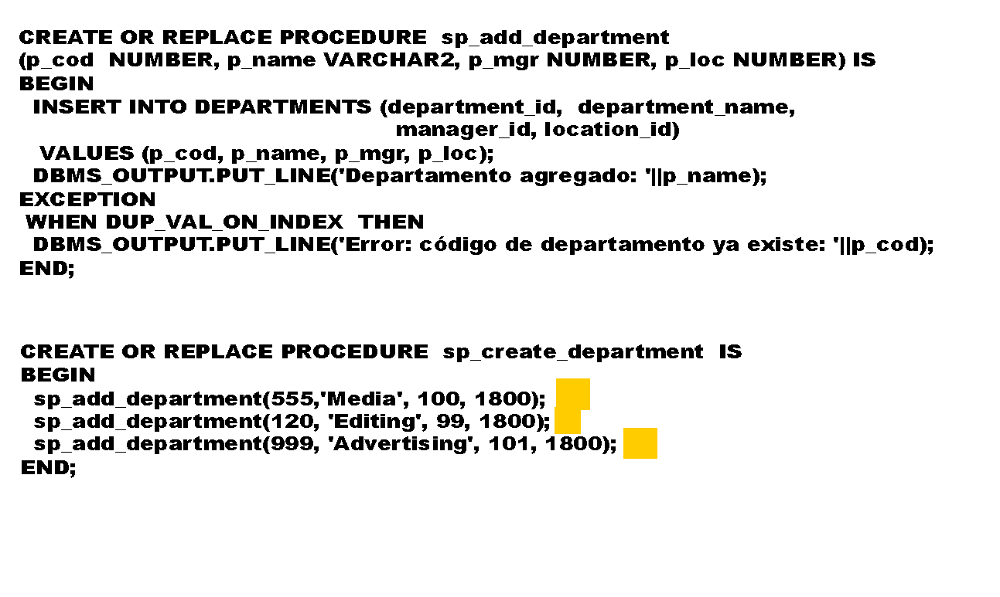 CREATE OR REPLACE PROCEDURE sp_add_department
(p_cod NUMBER, p_name VARCHAR2, p_mgr NUMBER, p_loc NUMBER) IS
BEGIN
INSERT INTO DEPARTMENTS (department_id, department_name,
manager_id, location_id)
VALUES (p_cod, p_name, p_mgr, p_loc);
DBMS_OUTPUT.PUT_LINE('Departamento agregado: '||p_name);
EXCEPTION
WHEN DUP_VAL_ON_INDEX THEN
DBMS_OUTPUT.PUT_LINE('Error: código de departamento ya existe: '||p_cod);
END;
CREATE OR REPLACE PROCEDURE sp_create_department IS
BEGIN
sp_add_department(555,'Media', 100, 1800);
sp_add_department(120, 'Editing', 99, 1800);
sp_add_department(999, 'Advertising', 101, 1800);
END;